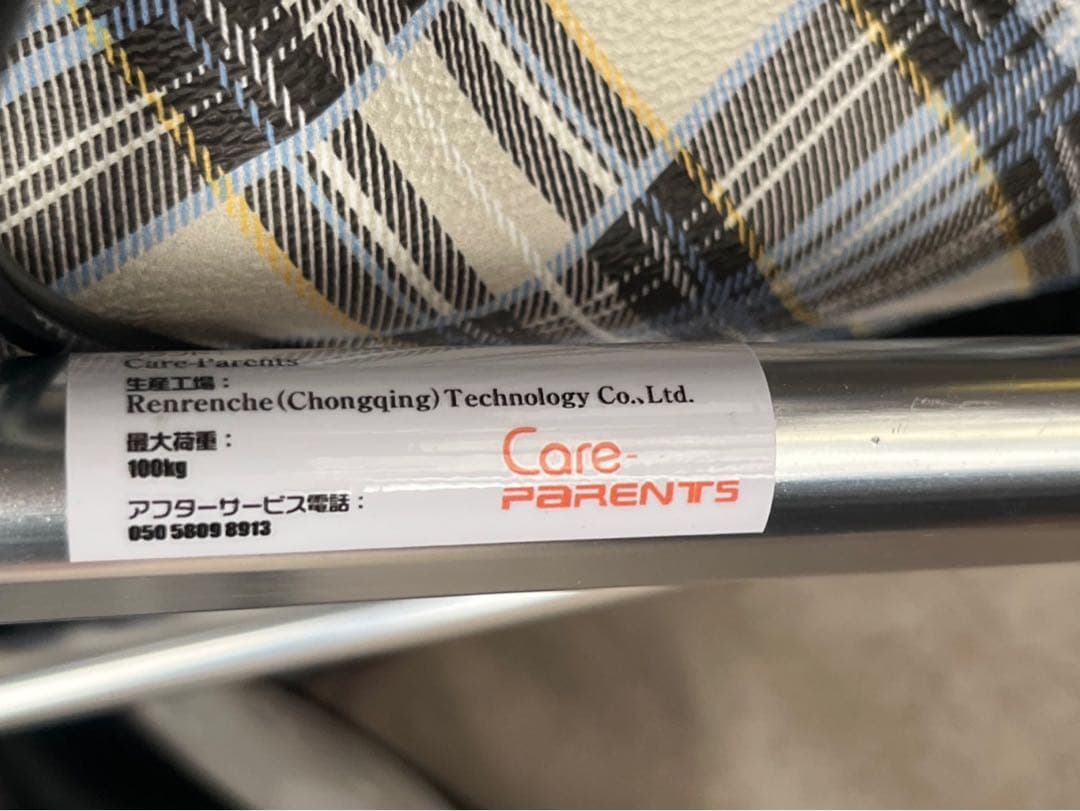 Care-Parents
生産工場：
Renrenche(Chongqing)Technology Co.,Ltd.
最大荷重：
100kg
アフターサービス電話：
050 5809 8913
Care-
PARENTS